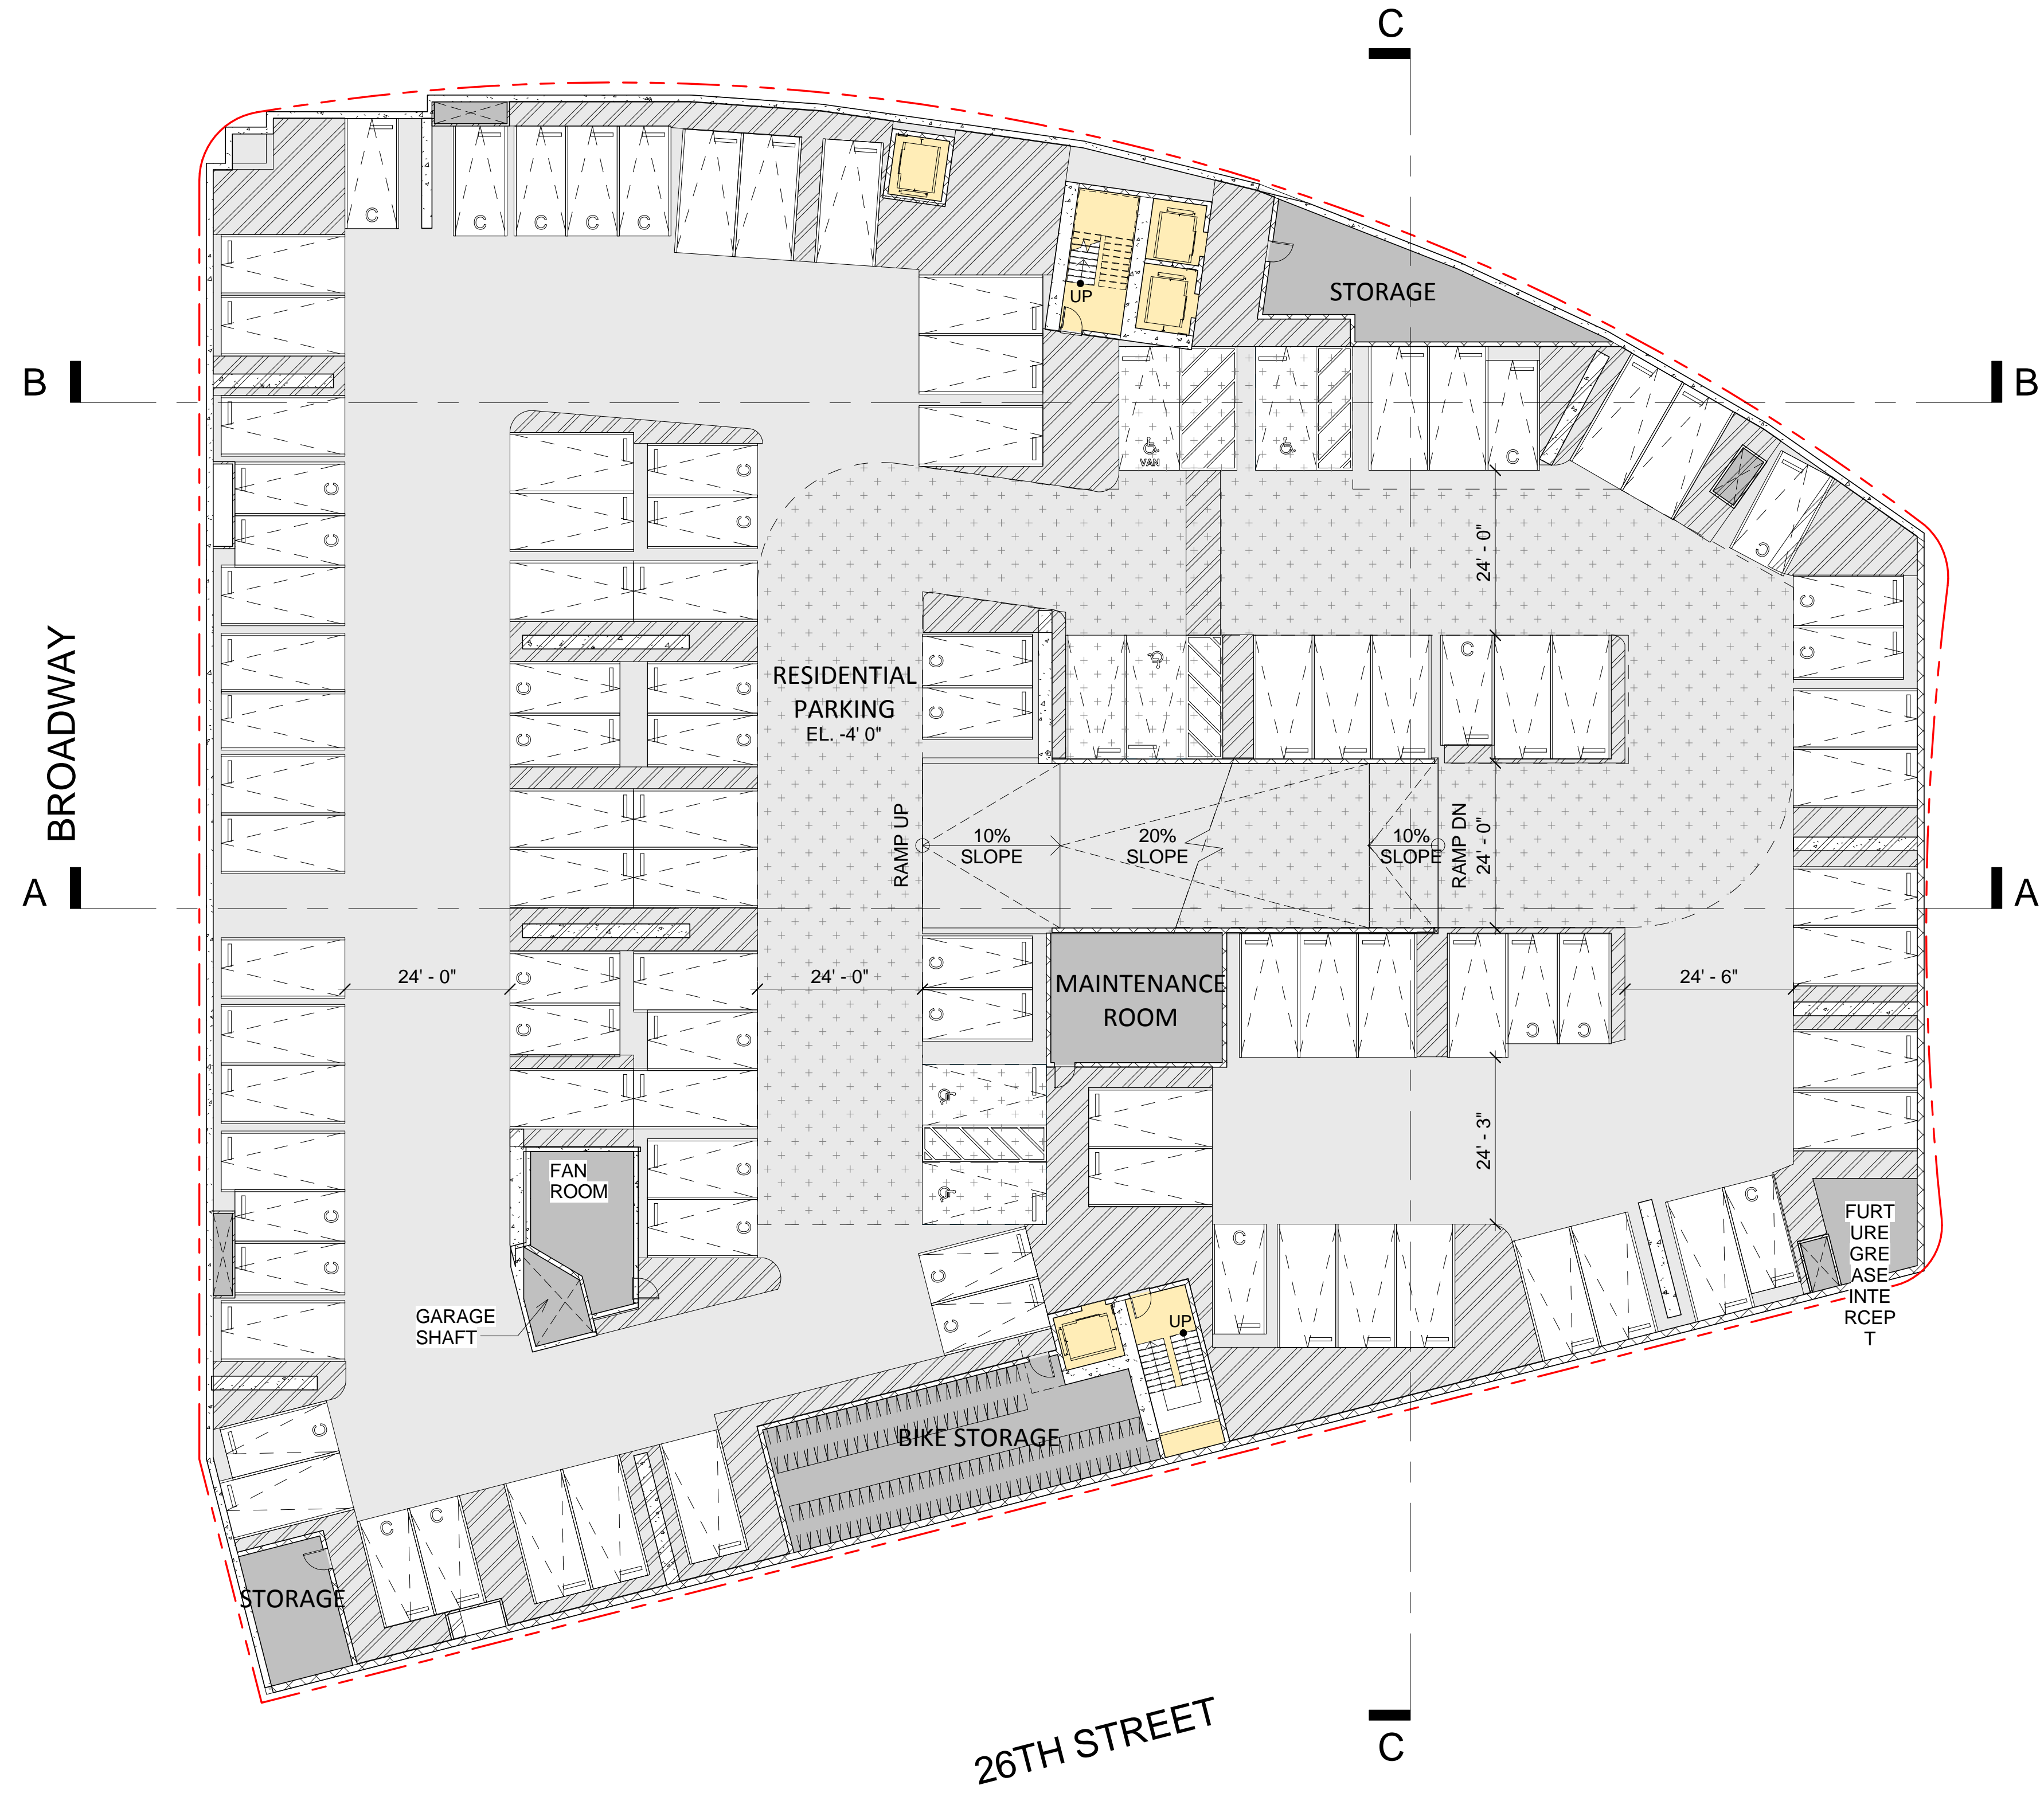 C
C
C
C
C
C
STORAGE
UP
B
B
VAN
C
C
C
C
C
24' - 0"
C
C
C
C
BROADWAY
RESIDENTIAL
PARKING
EL. -4' 0"
C
C
C
C
C
C
C
RAMP UP
10%
SLOPE
20%
SLOPE
10%
SLOPE
RAMP DN
24' - 0"
A
A
24' - 0"
24' - 0"
24' - 6"
C
C
C
C
MAINTENANCE
ROOM
C
C
C
24' - 3"
FAN
ROOM
C
C
C
C
C
C
FURT
URE
GRE
ASE
INTE
RCEP
T
GARAGE
SHAFT
C
C
UP
BIKE STORAGE
C
C
C
STORAGE
26TH STREET
C